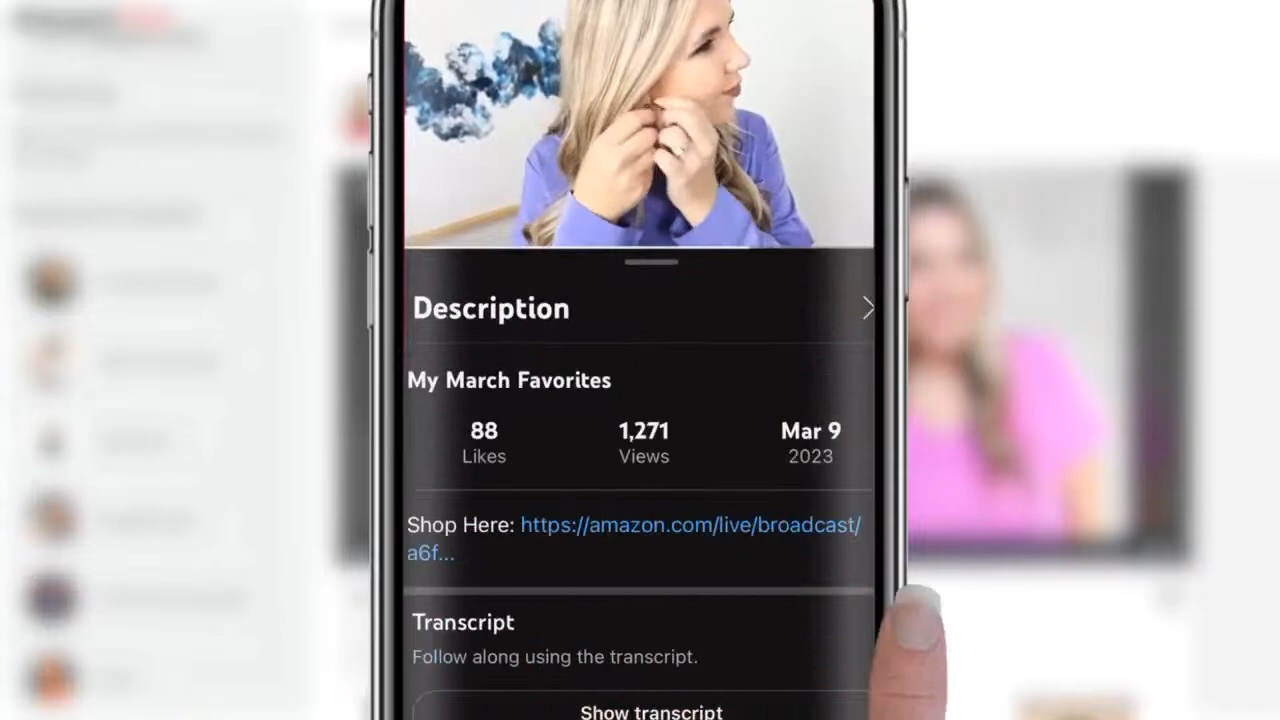 Description
My March Favorites
88 1,271 Mar 9
Likes Views 2023
Shop Here: https://amazon.com/live/broadcast/
a6f...
Transcript
Follow along using the transcript.
Show transcript